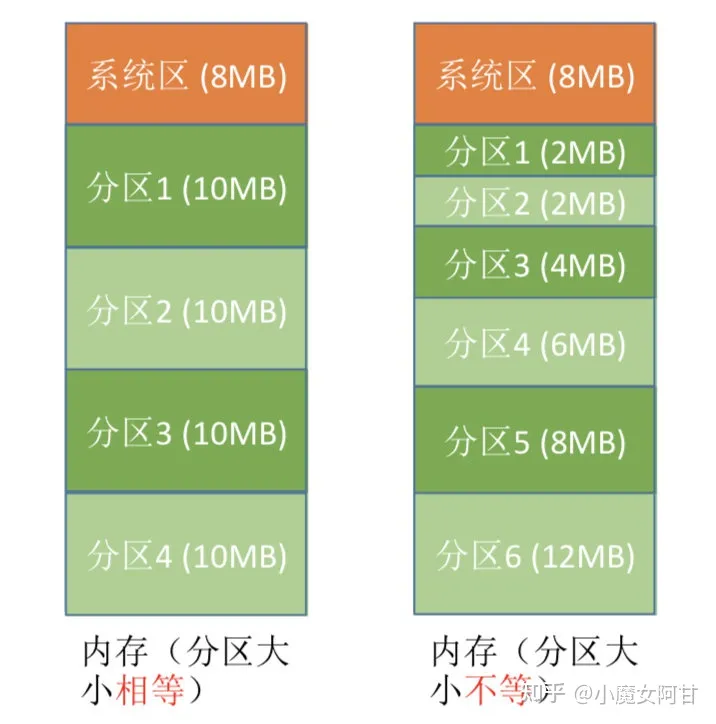 系统区 (8MB)
分区1 (10MB)
分区2 (10MB)
分区3 (10MB)
分区4 (10MB)
内存（分区大
小相等）
系统区 (8MB)
分区1 (2MB)
分区2 (2MB)
分区3 (4MB)
分区4 (6MB)
分区5 (8MB)
分区6 (12MB)
内存（分区大
小不等）
知乎 @小魔女阿甘